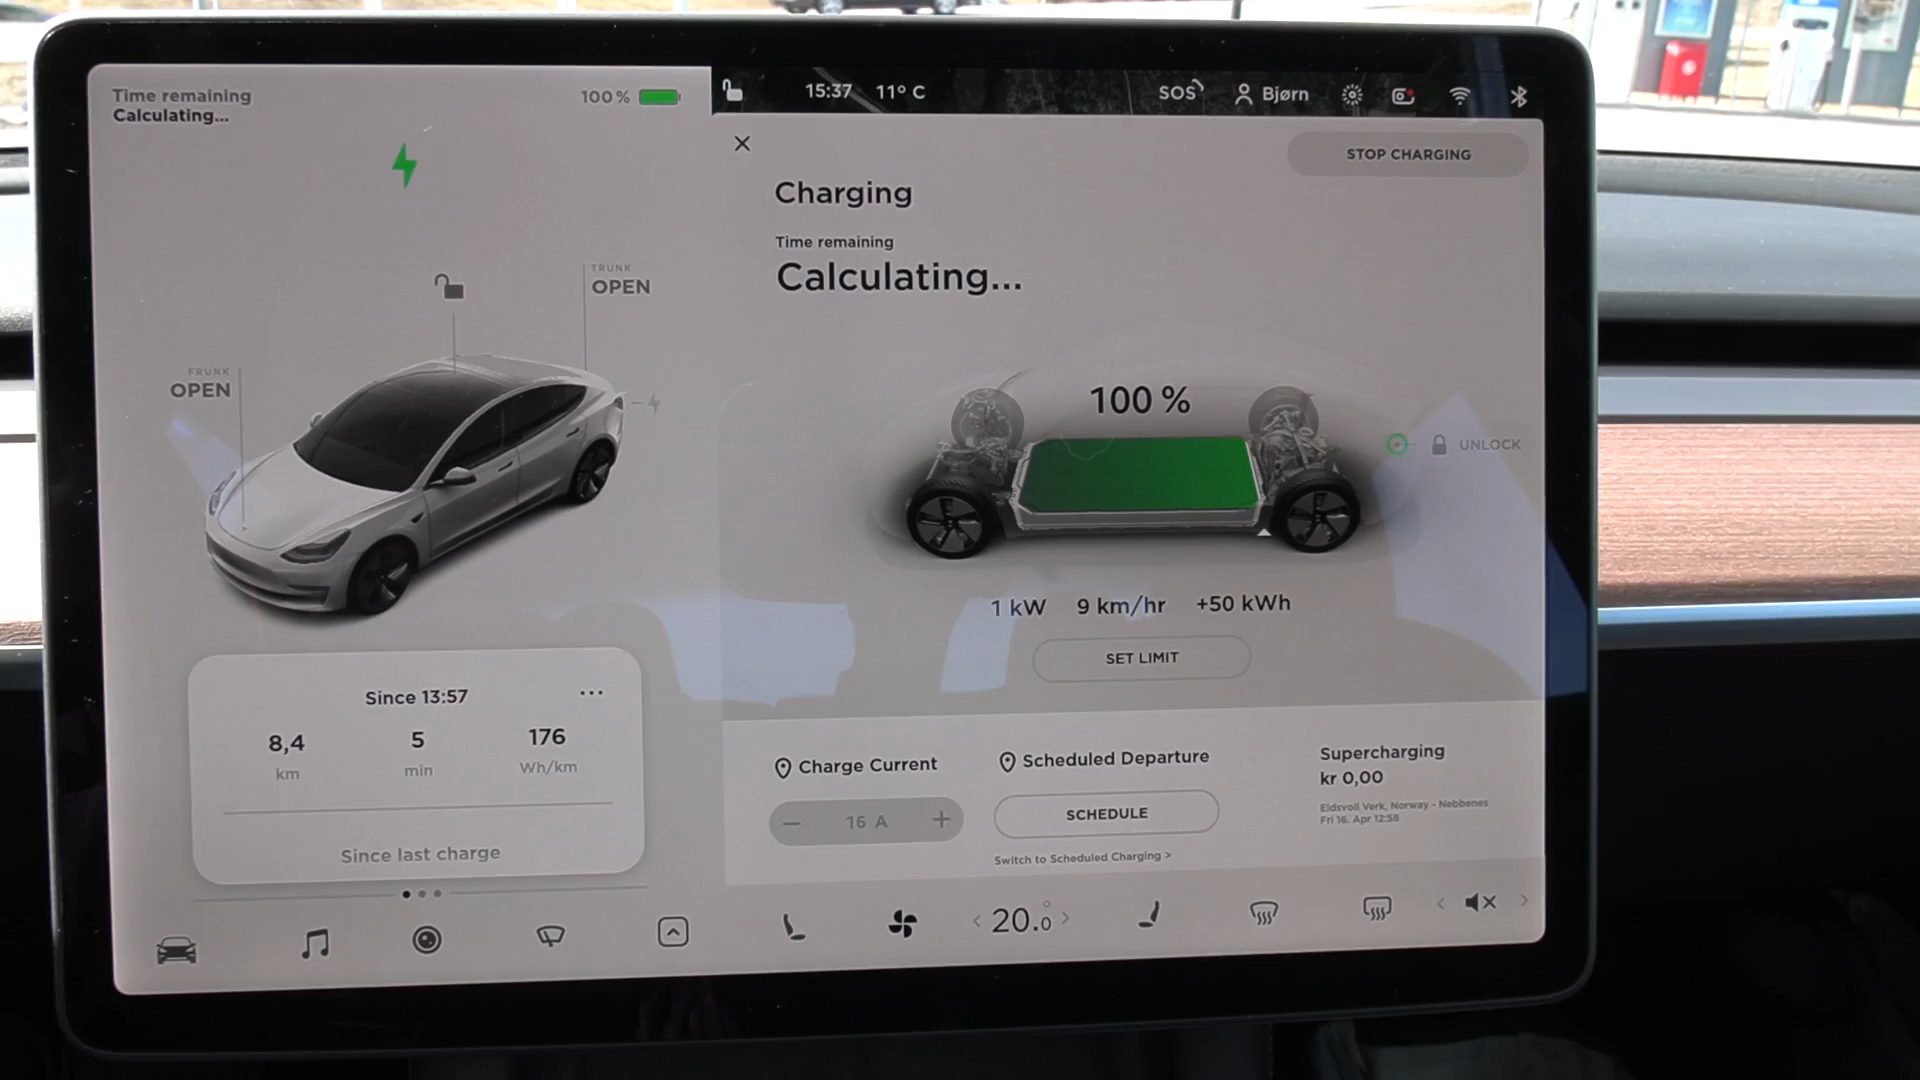 Time remaining
Calculating...
100 %
15:37
11° C
SOS
Bjørn
STOP CHARGING
Charging
Time remaining
Calculating...
TRUNK
OPEN
FRUNK
OPEN
100 %
UNLOCK
1 kW 9 km/hr +50 kWh
SET LIMIT
Since 13:57
...
8,4 5 176
km min Wh/km
Since last charge
Charge Current
16 A
Scheduled Departure
SCHEDULE
Switch to Scheduled Charging >
Supercharging
kr 0,00
Eidsvoll Verk, Norway - Nebbenes
Fri 16. Apr 12:58
< 20.0° >